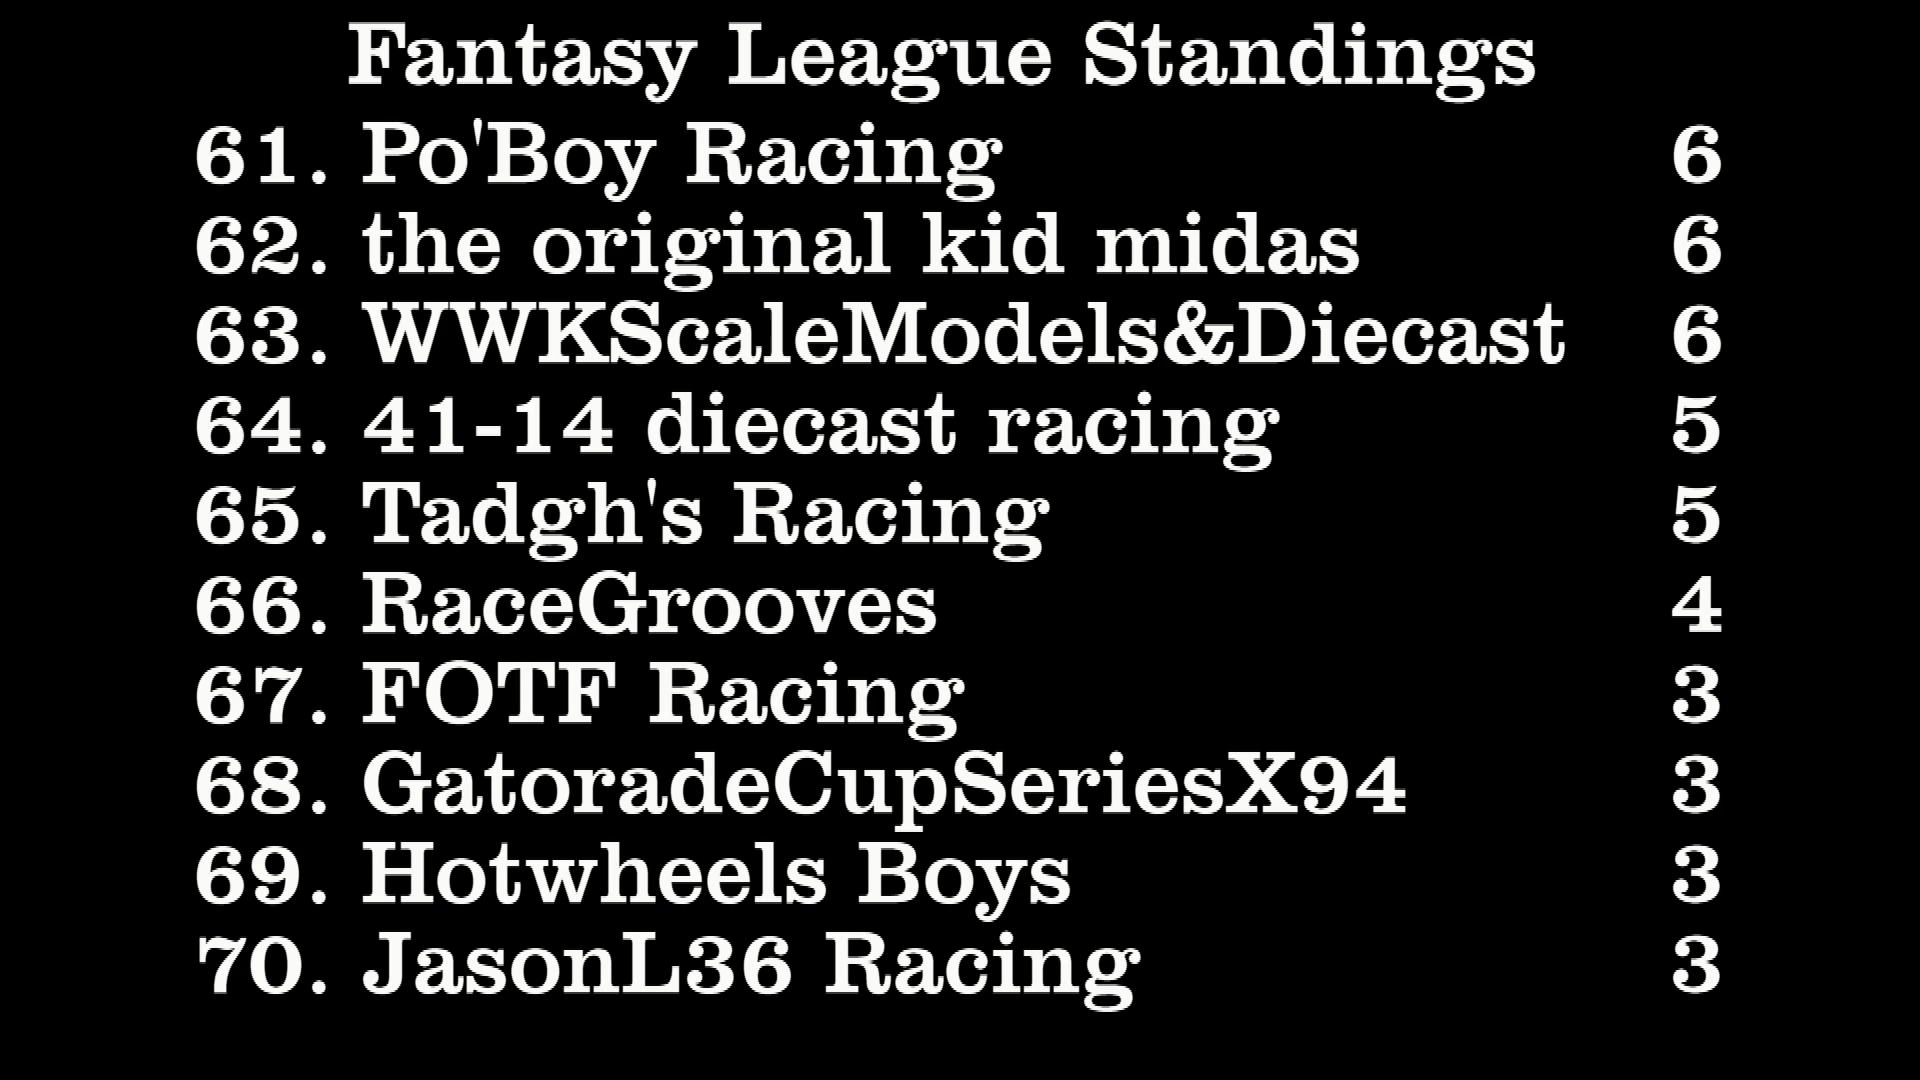 Fantasy League Standings
61. Po'Boy Racing 6
62. the original kid midas 6
63. WWKScaleModels&Diecast 6
64. 41-14 diecast racing 5
65. Tadgh's Racing 5
66. RaceGrooves 4
67. FOTF Racing 3
68. GatoradeCupSeriesX94 3
69. Hotwheels Boys 3
70. JasonL36 Racing 3